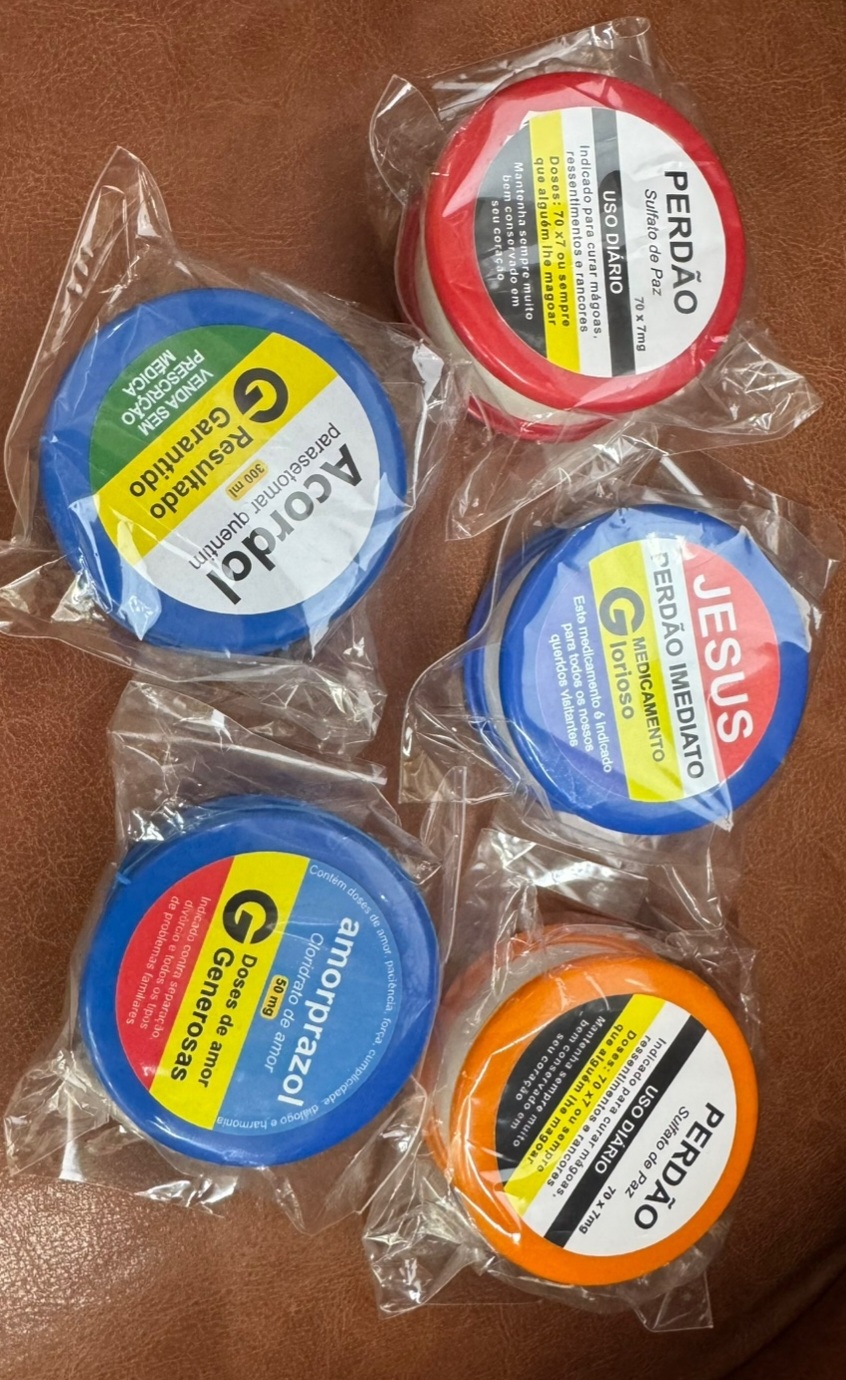 PERDÃO
Sulfato de Paz
70 x 7mg
USO DIÁRIO
Indicado para curar mágoas,
ressentimentos e rancores
Doses: 70 x7 ou sempre
que alguém lhe magoar
Mantenha sempre muito
bem conservado em
seu coração
Acordol
parasetomar quentim
300 ml
G Resultado
Garantido
VENDA SEM
PRESCRIÇÃO
MÉDICA
JESUS
PERDÃO IMEDIATO
MEDICAMENTO
Glorioso
Este medicamento é indicado
para todos os nossos
queridos visitantes
Contém doses de amor, paciência, força, cumplicidade, diálogo e harmonia
amorprazol
Cloridrato de amor
50 mg
G Doses de amor
Generosas
Indicado contra separação,
divórcio e todos os tipos
de problemas familiares
PERDÃO
Sulfato de Paz
70 x 7mg
USO DIÁRIO
Indicado para curar mágoas,
ressentimentos e rancores
Doses: 70 x7 ou sempre
que alguém lhe magoar
Mantenha sempre muito
bem conservado em
seu coração